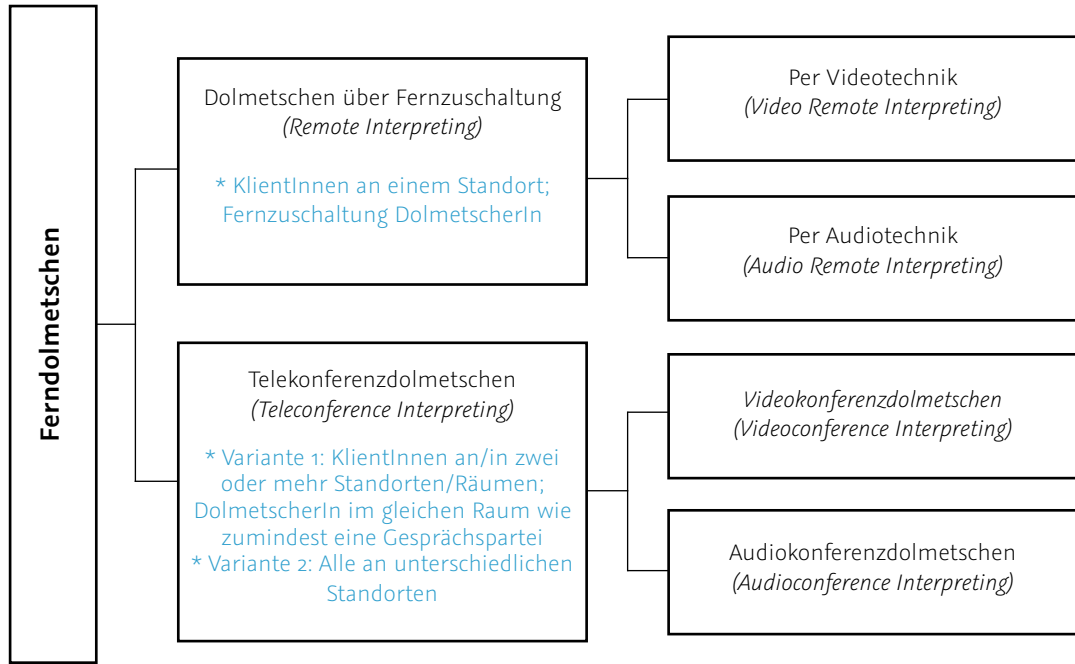 Ferndolmetschen
Dolmetschen über Fernzuschaltung
(Remote Interpreting)
* KlientInnen an einem Standort;
Fernzuschaltung DolmetscherIn
Per Videotechnik
(Video Remote Interpreting)
Per Audiotechnik
(Audio Remote Interpreting)
Telekonferenzdolmetschen
(Teleconference Interpreting)
* Variante 1: KlientInnen an/in zwei
oder mehr Standorten/Räumen;
DolmetscherIn im gleichen Raum wie
zumindest eine Gesprächspartei
* Variante 2: Alle an unterschiedlichen
Standorten
Videokonferenzdolmetschen
(Videoconference Interpreting)
Audiokonferenzdolmetschen
(Audioconference Interpreting)